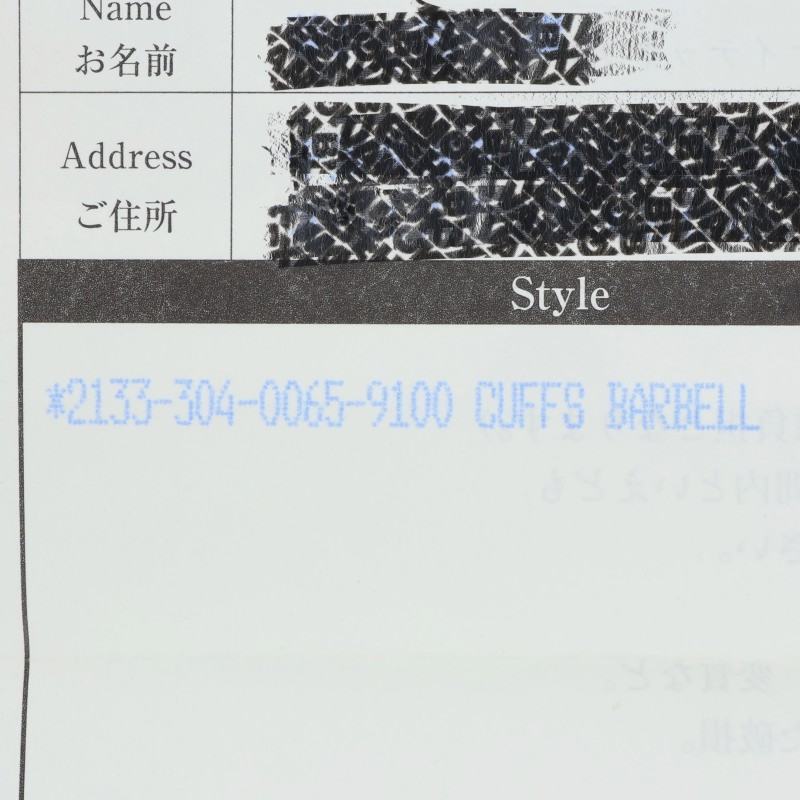 Name
お名前
Address
ご住所
Style
*2133-304-0065-9100 CUFFS BARBELL